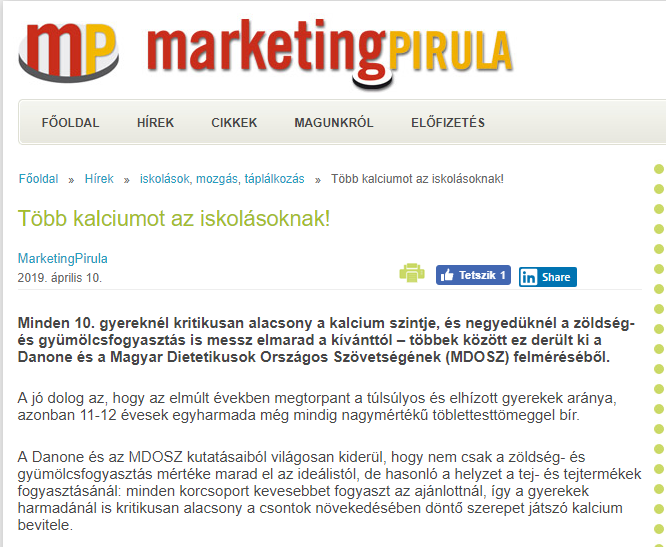 mP marketingPIRULA
FŐOLDAL HÍREK CIKKEK MAGUNKRÓL ELŐFIZETÉS
Főoldal » Hírek » iskolások, mozgás, táplálkozás » Több kalciumot az iskolásoknak!
Több kalciumot az iskolásoknak!
MarketingPirula
2019. április 10.
Tetszik 1 in Share
Minden 10. gyereknél kritikusan alacsony a kalcium szintje, és negyedüknél a zöldség-
és gyümölcsfogyasztás is messz elmarad a kívánttól – többek között ez derült ki a
Danone és a Magyar Dietetikusok Országos Szövetségének (MDOSZ) felméréséből.
A jó dolog az, hogy az elmúlt években megtorpant a túlsúlyos és elhízott gyerekek aránya,
azonban 11-12 évesek egyharmada még mindig nagymértékű töblettesttömeggel bír.
A Danone és az MDOSZ kutatásaiból világosan kiderül, hogy nem csak a zöldség- és
gyümölcsfogyasztás mértéke marad el az ideálistól, de hasonló a helyzet a tej- és tejtermékek
fogyasztásánál: minden korcsoport kevesebbet fogyaszt az ajánlottnál, így a gyerekek
harmadánál is kritikusan alacsony a csontok növekedésében döntő szerepet játszó kalcium
bevitele.